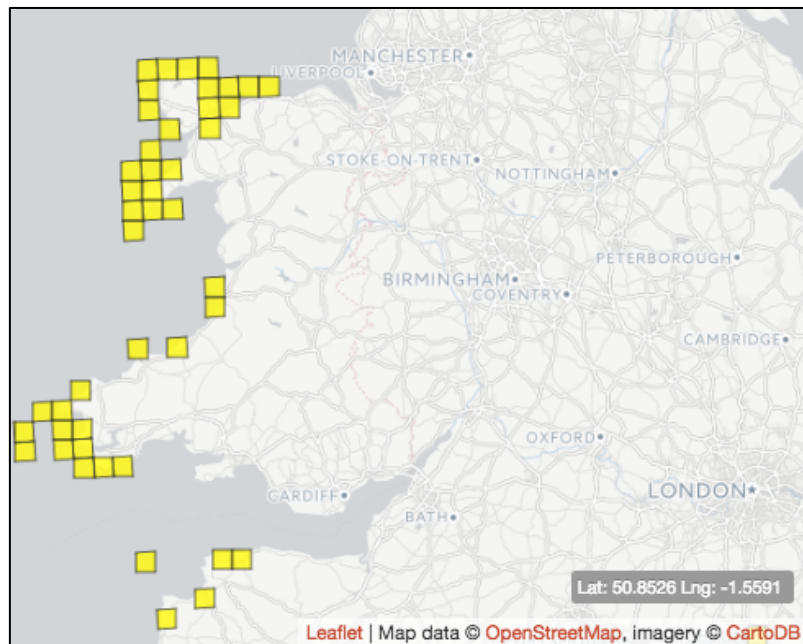 MANCHESTER
LIVERPOOL
STOKE-ON-TRENT
NOTTINGHAM
PETERBOROUGH
BIRMINGHAM
COVENTRY
CAMBRIDGE
OXFORD
LONDON
CARDIFF
BATH
Lat: 50.8526 Lng: -1.5591
Leaflet | Map data © OpenStreetMap, imagery © CartoDB